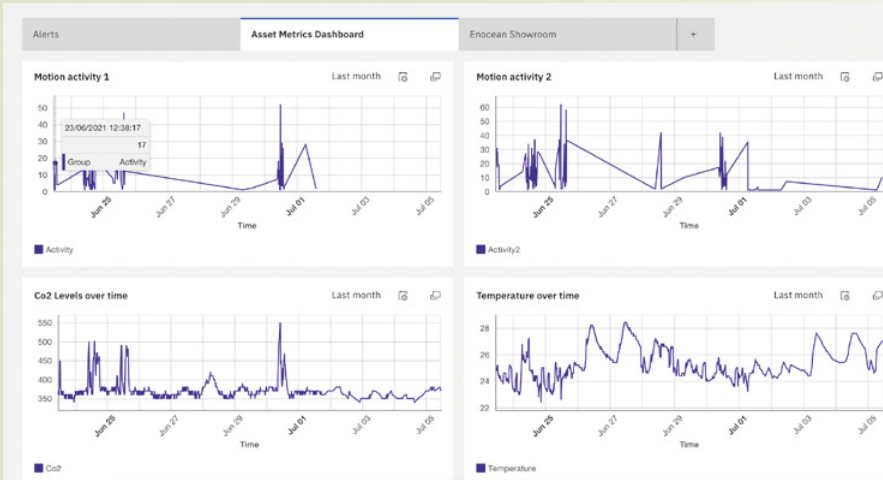 Alerts
Asset Metrics Dashboard
Enocean Showroom
+
Motion activity 1
Last month
50
40
30
20
10
0
23/06/2021 12:38:17
17
Group Activity
Jun 25
Jun 27
Jun 29
Jul 01
Jul 03
Jul 05
Time
Activity
Motion activity 2
Last month
60
50
40
30
20
10
0
Jun 25
Jun 27
Jun 29
Jul 01
Jul 03
Jul 05
Time
Activity2
Co2 Levels over time
Last month
550
500
450
400
350
Jun 25
Jun 27
Jun 29
Jul 01
Jul 03
Jul 05
Time
Co2
Temperature over time
Last month
28
26
24
22
Jun 25
Jun 27
Jun 29
Jul 01
Jul 03
Jul 05
Time
Temperature